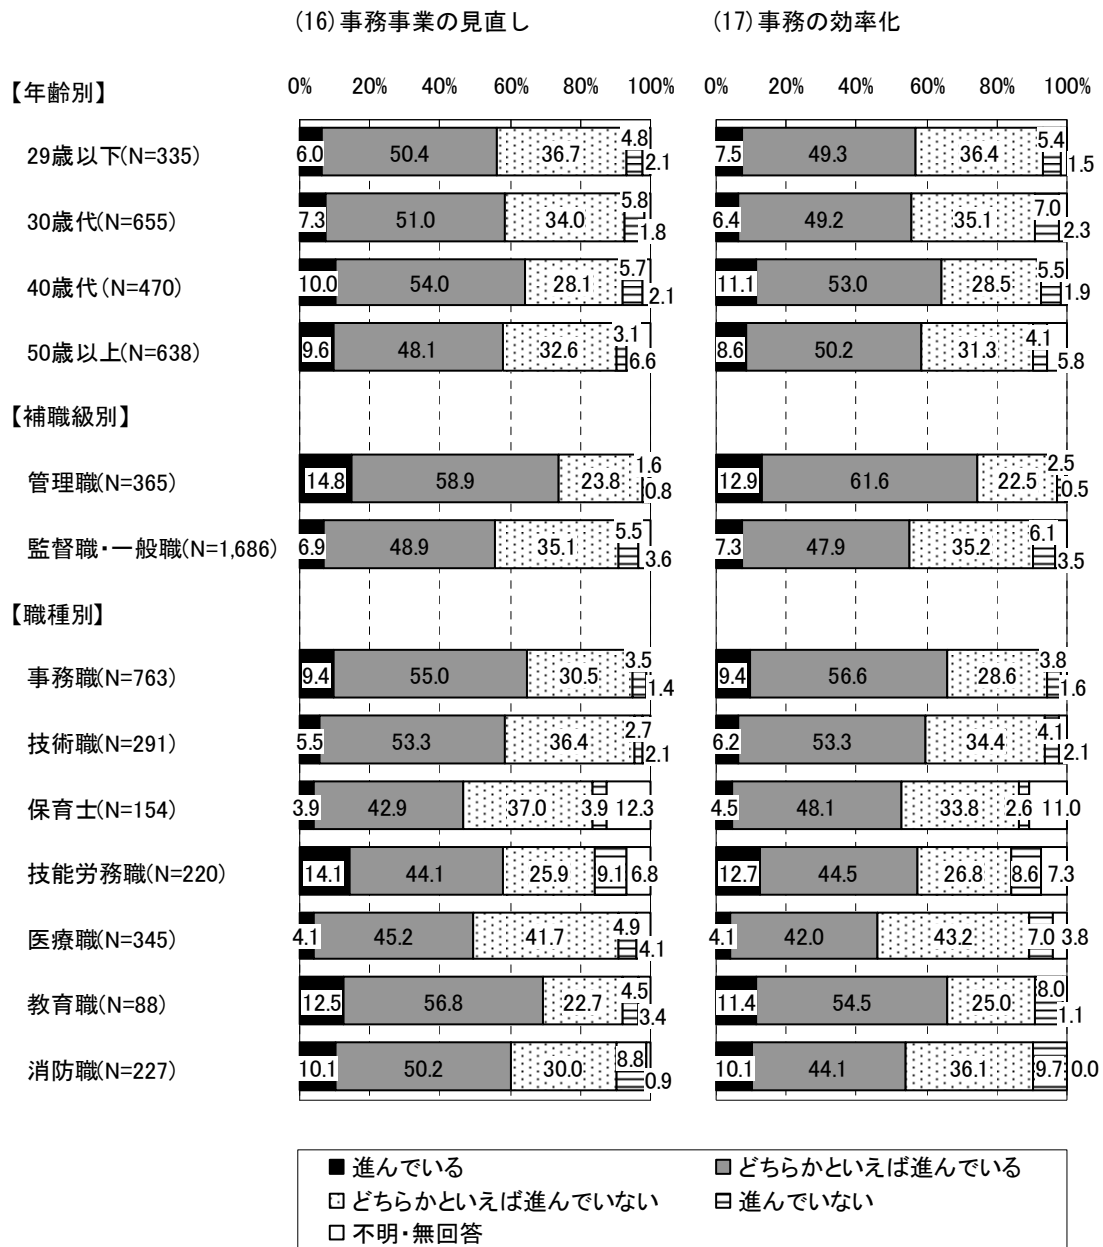 (16)事務事業の見直し (17)事務の効率化
【年齢別】 0% 20% 40% 60% 80% 100% 0% 20% 40% 60% 80% 100%
29歳以下(N=335) 6.0 50.4 36.7 4.8 2.1 7.5 49.3 36.4 5.4 1.5
30歳代(N=655) 7.3 51.0 34.0 5.8 1.8 6.4 49.2 35.1 7.0 2.3
40歳代(N=470) 10.0 54.0 28.1 5.7 2.1 11.1 53.0 28.5 5.5 1.9
50歳以上(N=638) 9.6 48.1 32.6 3.1 6.6 8.6 50.2 31.3 4.1 5.8
【補職級別】
管理職(N=365) 14.8 58.9 23.8 1.6 0.8 12.9 61.6 22.5 2.5 0.5
監督職・一般職(N=1,686) 6.9 48.9 35.1 5.5 3.6 7.3 47.9 35.2 6.1 3.5
【職種別】
事務職(N=763) 9.4 55.0 30.5 3.5 1.4 9.4 56.6 28.6 3.8 1.6
技術職(N=291) 5.5 53.3 36.4 2.7 2.1 6.2 53.3 34.4 4.1 2.1
保育士(N=154) 3.9 42.9 37.0 3.9 12.3 4.5 48.1 33.8 2.6 11.0
技能労務職(N=220) 14.1 44.1 25.9 9.1 6.8 12.7 44.5 26.8 8.6 7.3
医療職(N=345) 4.1 45.2 41.7 4.9 4.1 4.1 42.0 43.2 7.0 3.8
教育職(N=88) 12.5 56.8 22.7 4.5 3.4 11.4 54.5 25.0 8.0 1.1
消防職(N=227) 10.1 50.2 30.0 8.8 0.9 10.1 44.1 36.1 9.7 0.0
進んでいる どちらかといえば進んでいる
どちらかといえば進んでいない 進んでいない
不明・無回答